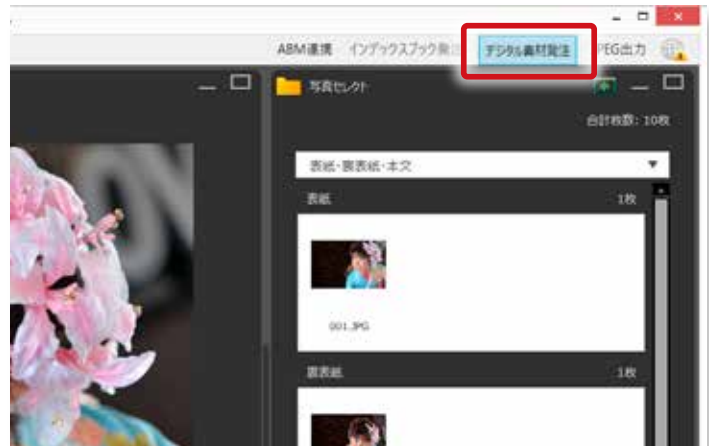 ABM連携 インデックスブック発 デジタル素材発注 PEG出力
写真セレクト
合計枚数: 10枚
表紙・裏表紙・本文
表紙 1枚
001.JPG
裏表紙 1枚